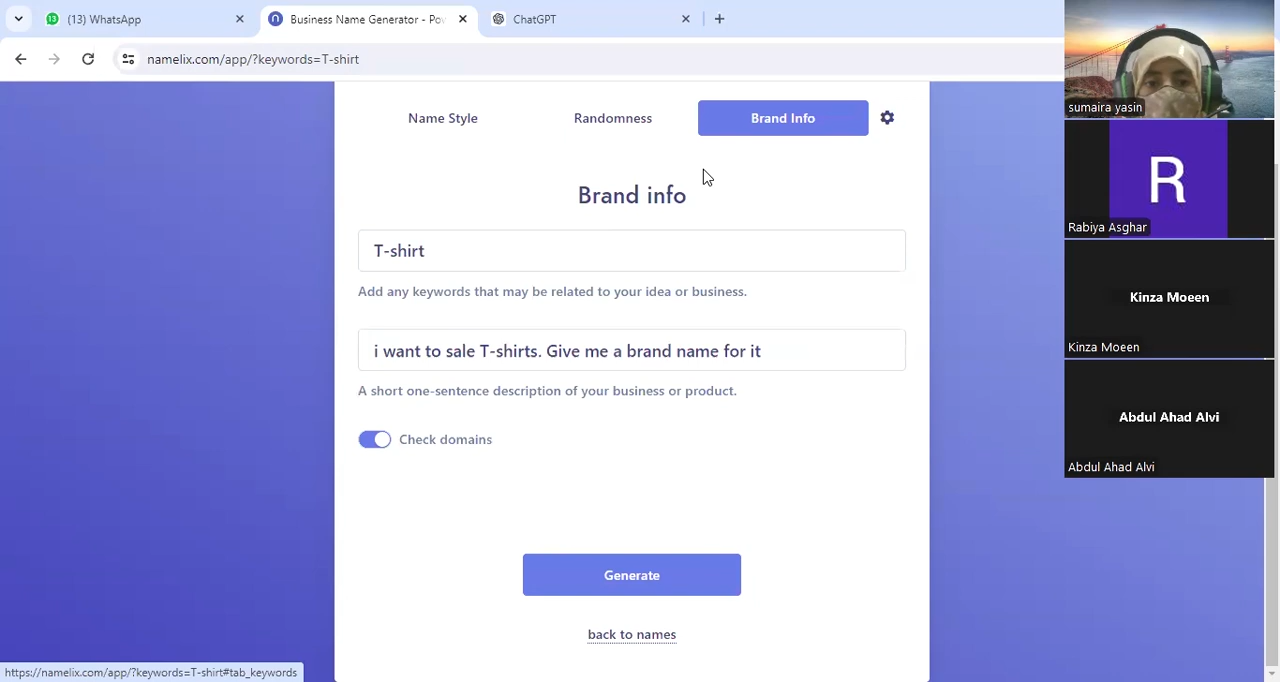 (13) WhatsApp
Business Name Generator - Pow
ChatGPT
namelix.com/app/?keywords=T-shirt
Name Style
Randomness
Brand Info
Brand info
T-shirt
Add any keywords that may be related to your idea or business.
i want to sale T-shirts. Give me a brand name for it
A short one-sentence description of your business or product.
Check domains
Generate
back to names
https://namelix.com/app/?keywords=T-shirt#tab_keywords
sumaira yasin
R
Rabiya Asghar
Kinza Moeen
Kinza Moeen
Abdul Ahad Alvi
Abdul Ahad Alvi